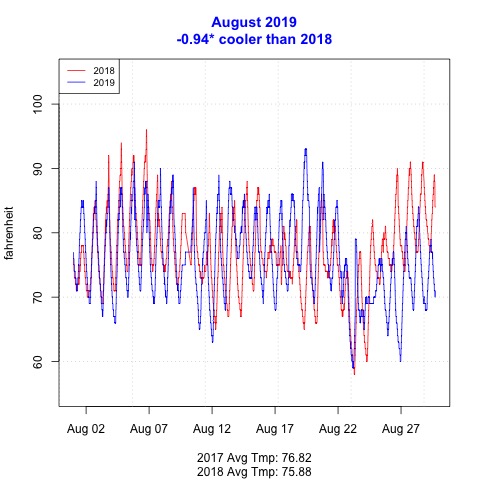 August 2019
-0.94* cooler than 2018
2018
2019
100
90
80
70
60
fahrenheit
Aug 02 Aug 07 Aug 12 Aug 17 Aug 22 Aug 27
2017 Avg Tmp: 76.82
2018 Avg Tmp: 75.88